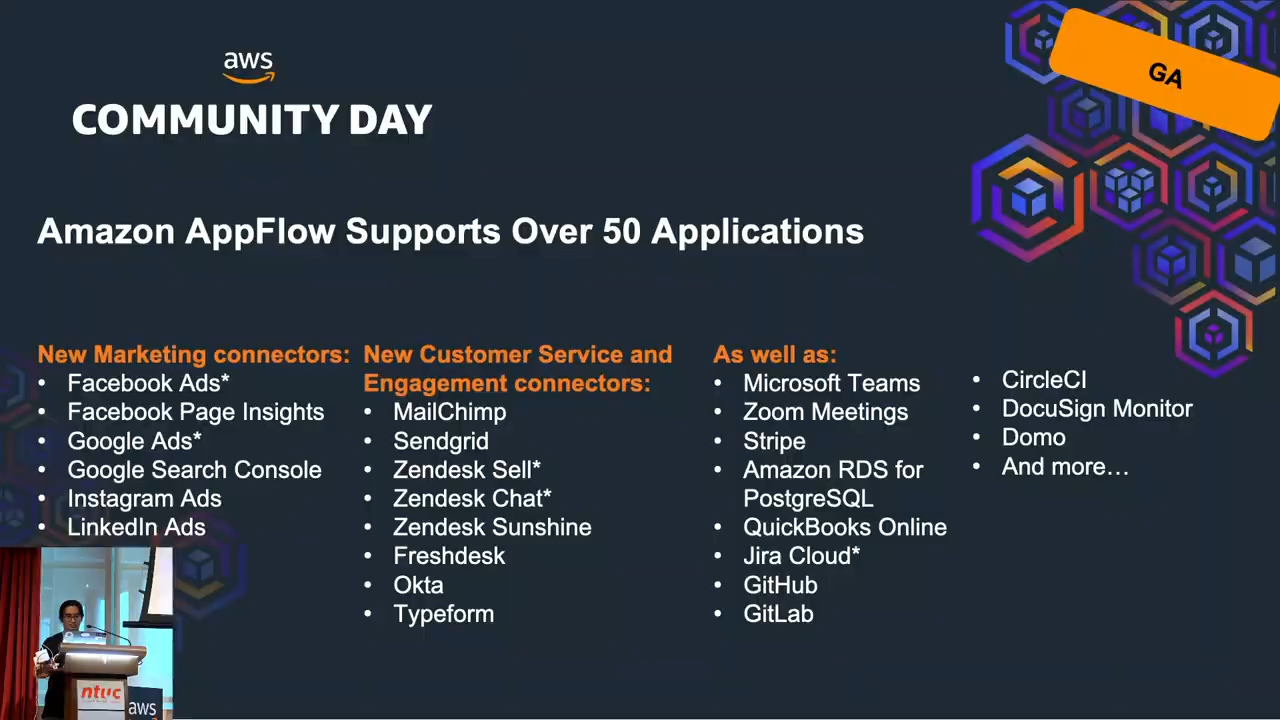 aws
COMMUNITY DAY
GA
Amazon AppFlow Supports Over 50 Applications
New Marketing connectors:
• Facebook Ads*
• Facebook Page Insights
• Google Ads*
• Google Search Console
• Instagram Ads
• LinkedIn Ads
New Customer Service and
Engagement connectors:
• MailChimp
• Sendgrid
• Zendesk Sell*
• Zendesk Chat*
• Zendesk Sunshine
• Freshdesk
• Okta
• Typeform
As well as:
• Microsoft Teams
• Zoom Meetings
• Stripe
• Amazon RDS for
PostgreSQL
• QuickBooks Online
• Jira Cloud*
• GitHub
• GitLab
• CircleCI
• DocuSign Monitor
• Domo
• And more…
ntuc
aws